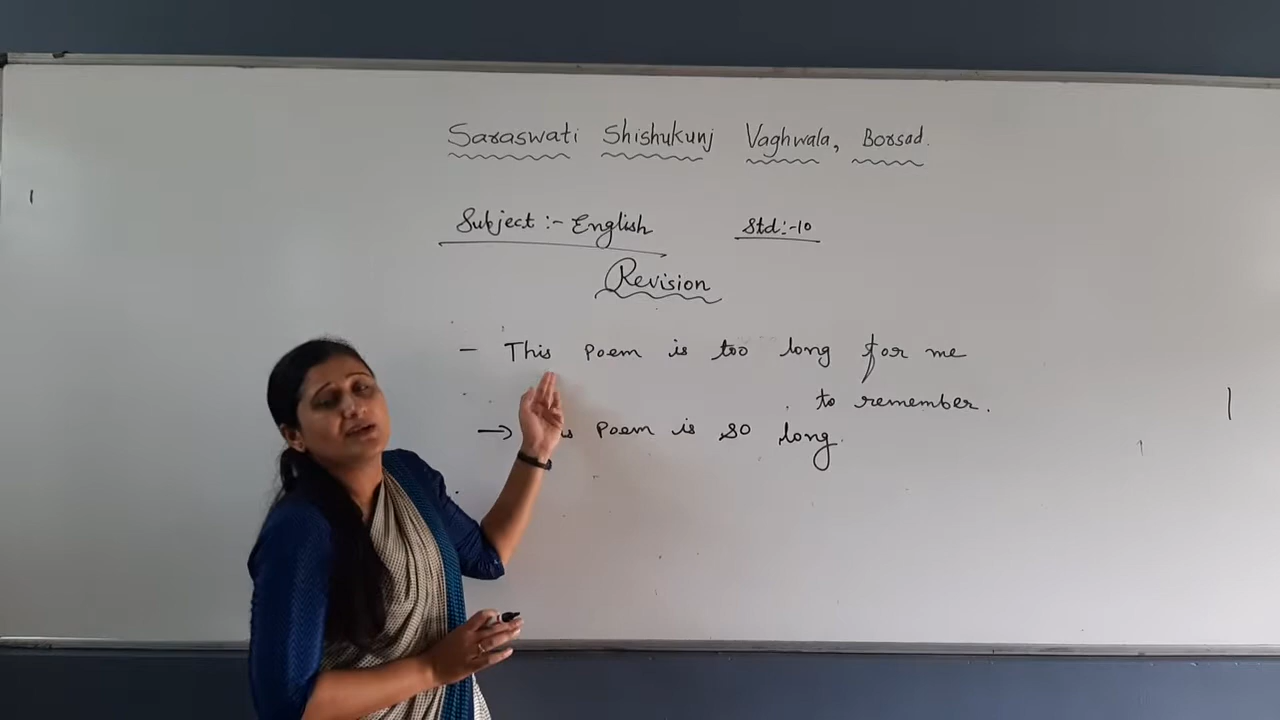 Saraswati Shishukunj Vaghwala, Borsad.
Subject :- English Std:-10
Revision
- This Poem is too long for me
to remember.
→ Poem is so long.